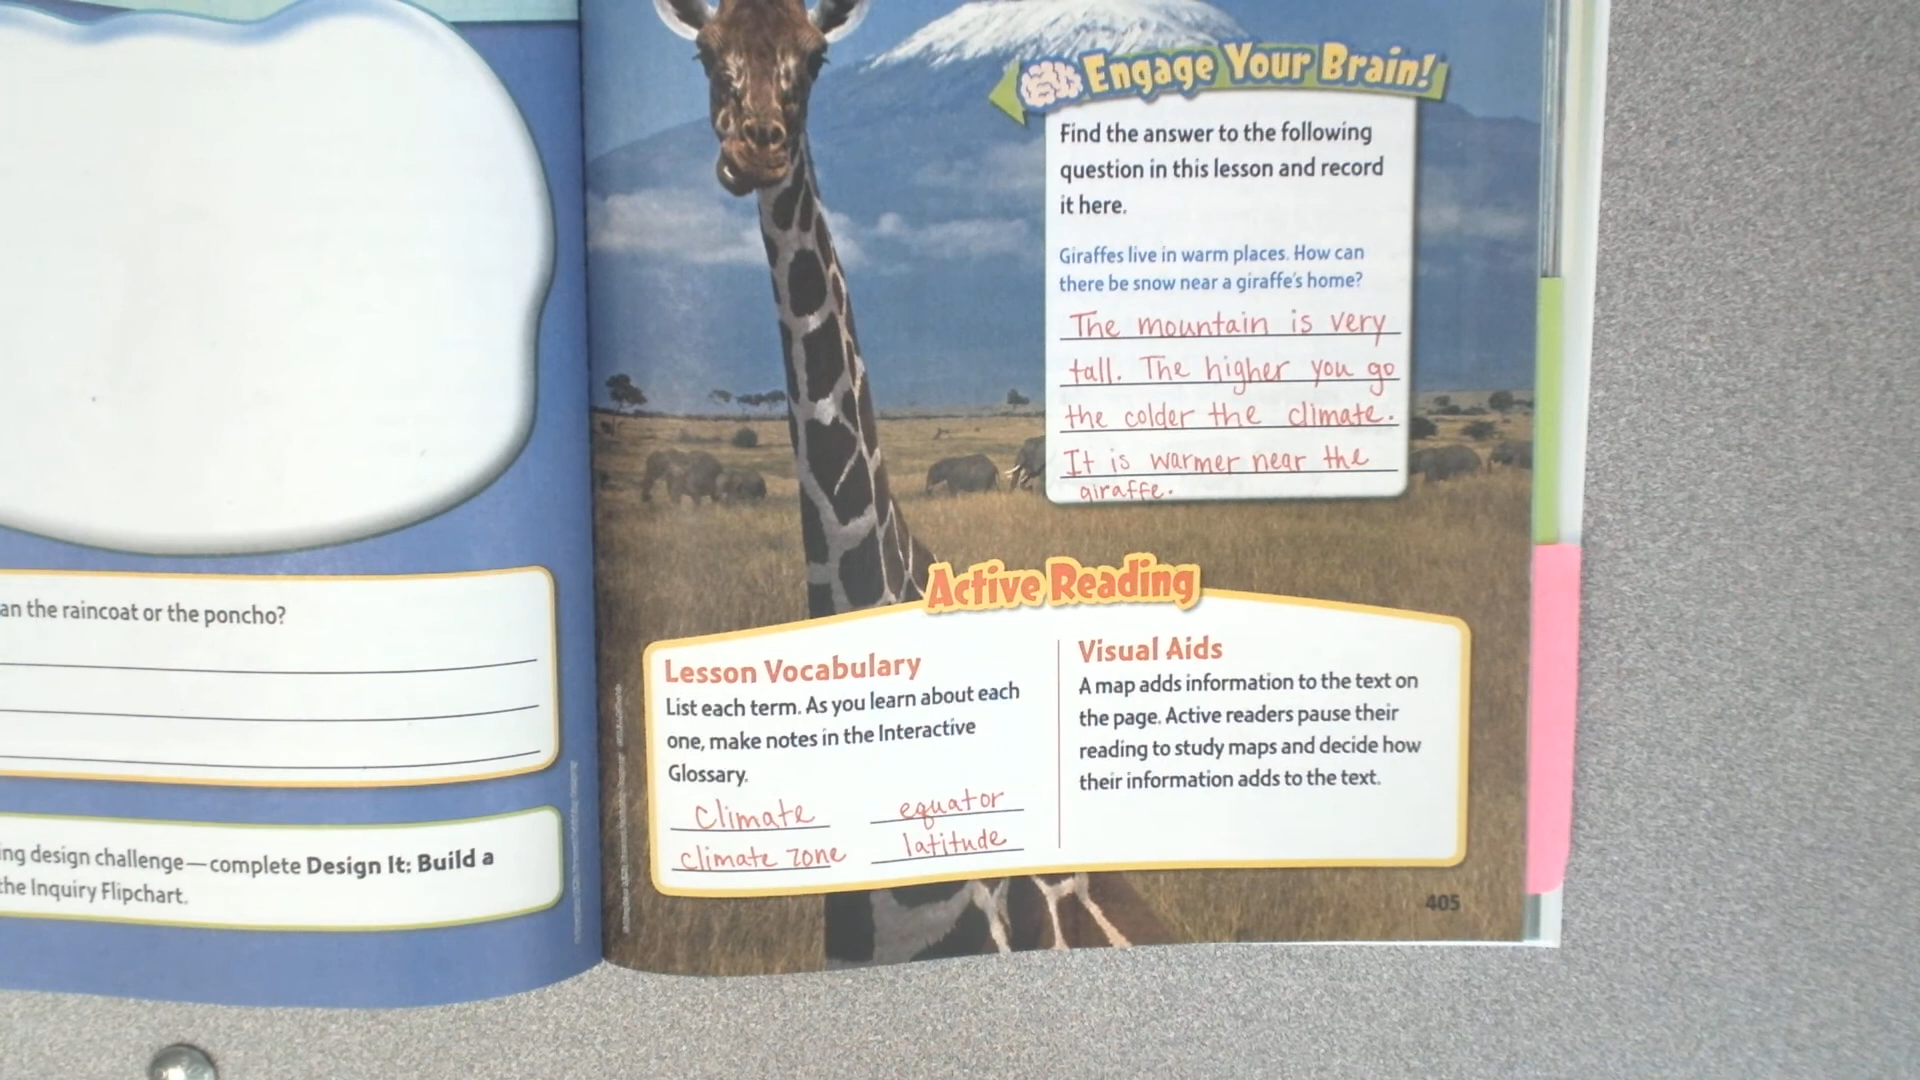 an the raincoat or the poncho?
ing design challenge—complete Design It: Build a
the Inquiry Flipchart.
Engage Your Brain!
Find the answer to the following
question in this lesson and record
it here.
Giraffes live in warm places. How can
there be snow near a giraffe's home?
The mountain is very
tall. The higher you go
the colder the climate.
It is warmer near the
giraffe.
Active Reading
Lesson Vocabulary
List each term. As you learn about each
one, make notes in the Interactive
Glossary.
Climate
equator
climate zone
latitude
Visual Aids
A map adds information to the text on
the page. Active readers pause their
reading to study maps and decide how
their information adds to the text.
405